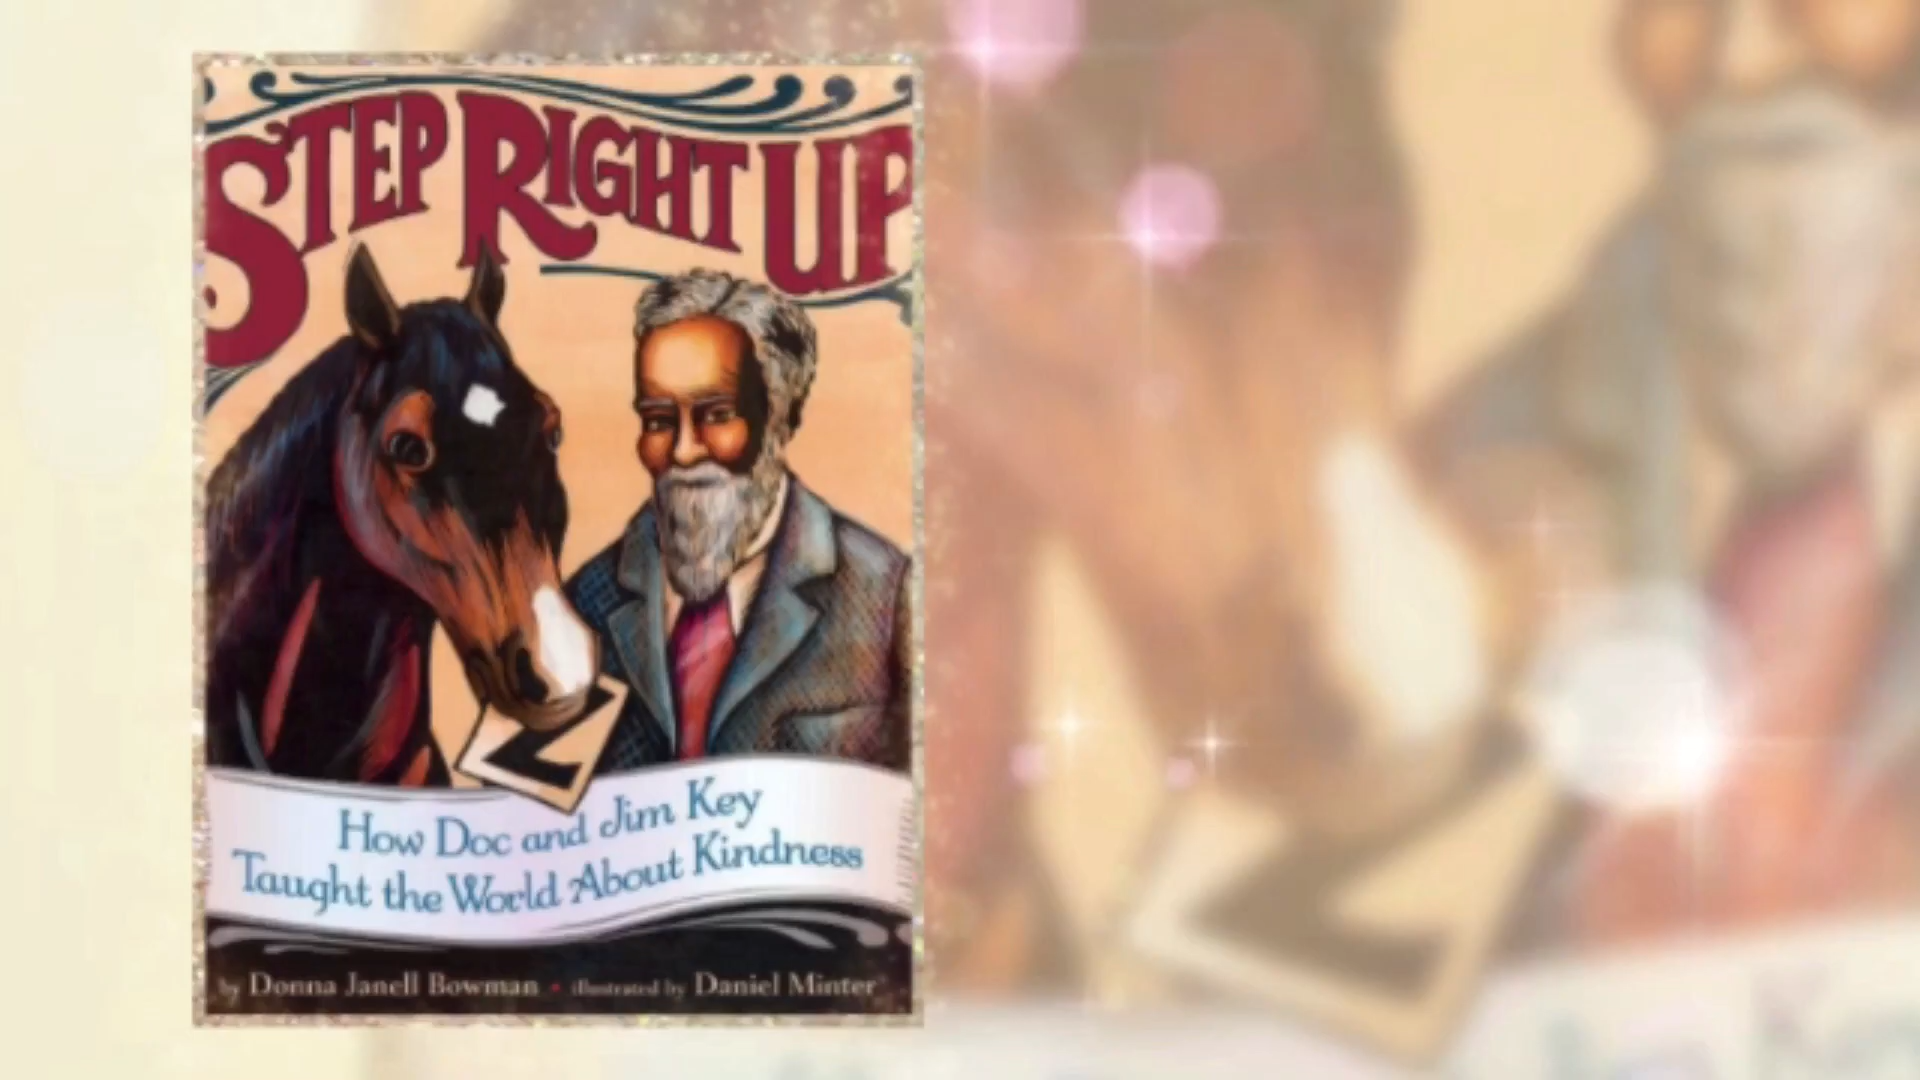 STEP RIGHT UP
Z
How Doc and Jim Key
Taught the World About Kindness
by Donna Janell Bowman • illustrated by Daniel Minter